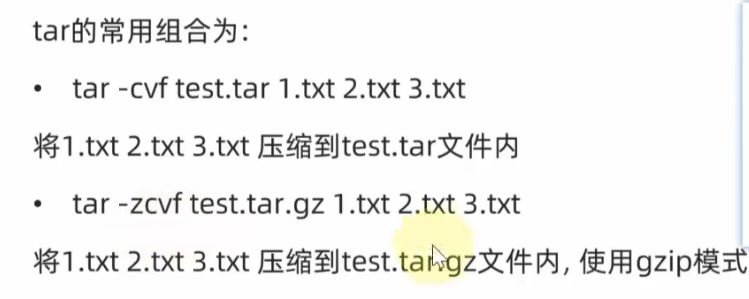 tar的常用组合为：
• tar -cvf test.tar 1.txt 2.txt 3.txt
将1.txt 2.txt 3.txt 压缩到test.tar文件内
• tar -zcvf test.tar.gz 1.txt 2.txt 3.txt
将1.txt 2.txt 3.txt 压缩到test.tar.gz文件内, 使用gzip模式